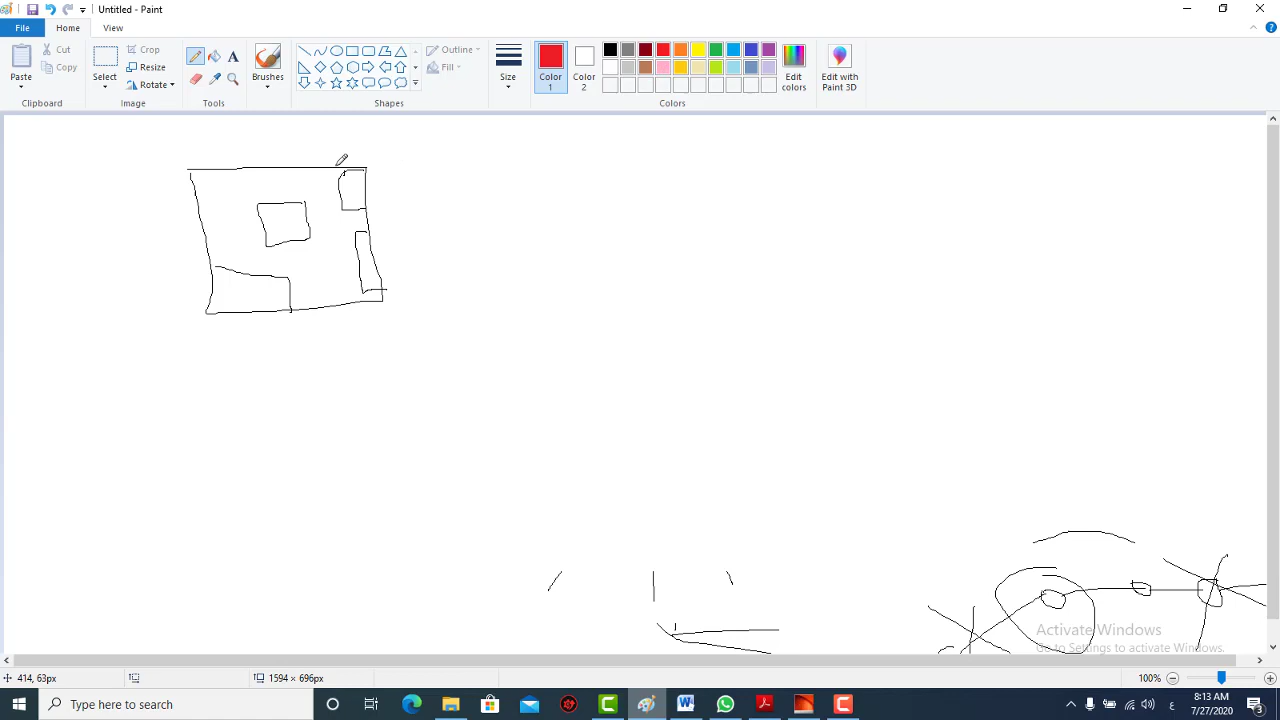 Untitled - Paint
File
Home
View
Paste
Cut
Copy
Clipboard
Select
Crop
Resize
Rotate
Image
A
Tools
Brushes
Outline
Fill
Shapes
Size
Color 1
Color 2
Edit colors
Colors
Edit with Paint 3D
Activate Windows
Go to Settings to activate Windows.
414, 63px
1594 × 696px
100%
Type here to search
ع
8:13 AM
7/27/2020
3